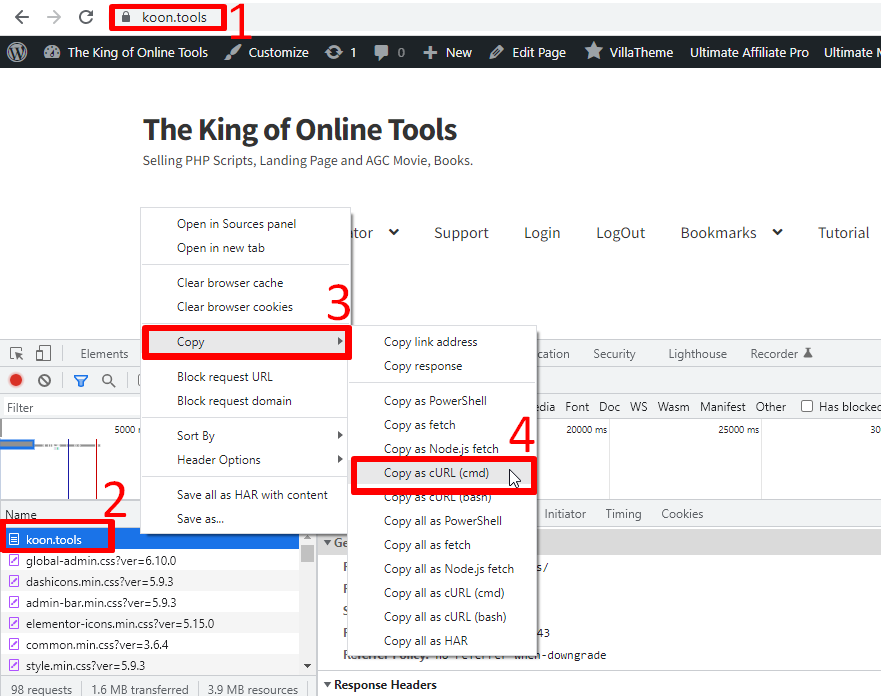 koon.tools
1
The King of Online Tools Customize 1 0 New Edit Page VillaTheme Ultimate Affiliate Pro Ultimate
The King of Online Tools
Selling PHP Scripts, Landing Page and AGC Movie, Books.
Support Login LogOut Bookmarks Tutorial
Open in Sources panel
Open in new tab
Clear browser cache
Clear browser cookies
3
Copy
Block request URL
Block request domain
Sort By
Header Options
Save all as HAR with content
Save as...
Copy link address
Copy response
Copy as PowerShell
Copy as fetch
Copy as Node.js fetch
4
Copy as cURL (cmd)
Copy as cURL (bash)
Copy all as PowerShell
Copy all as fetch
Copy all as Node.js fetch
Copy all as cURL (cmd)
Copy all as cURL (bash)
Copy all as HAR
Elements Security Lighthouse Recorder
Filter Font Doc WS Wasm Manifest Other Has blocked
5000 20000 ms 25000 ms 30
2
Name Initiator Timing Cookies
koon.tools
global-admin.css?ver=6.10.0
dashicons.min.css?ver=5.9.3
admin-bar.min.css?ver=5.9.3
elementor-icons.min.css?ver=5.15.0
common.min.css?ver=3.6.4
style.min.css?ver=5.9.3
43
Referrer Policy: no-referrer-when-downgrade
98 requests 1.6 MB transferred 3.9 MB resources
Response Headers